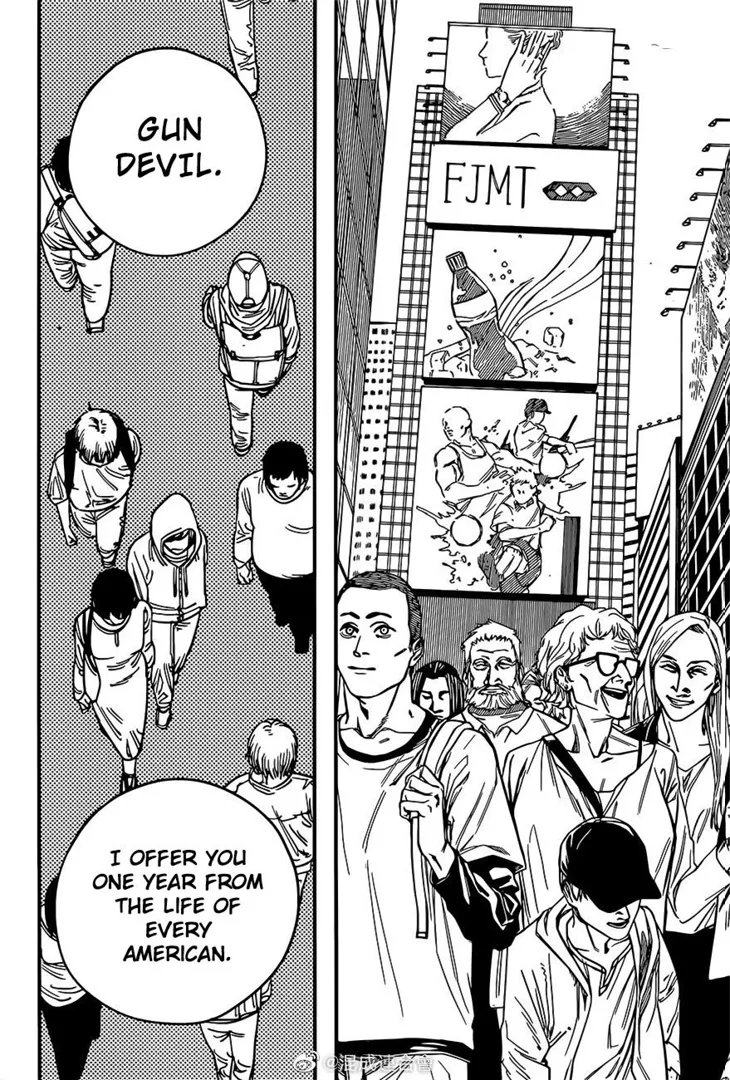 GUN
DEVIL.
I OFFER YOU
ONE YEAR FROM
THE LIFE OF
EVERY
AMERICAN.
FJMT